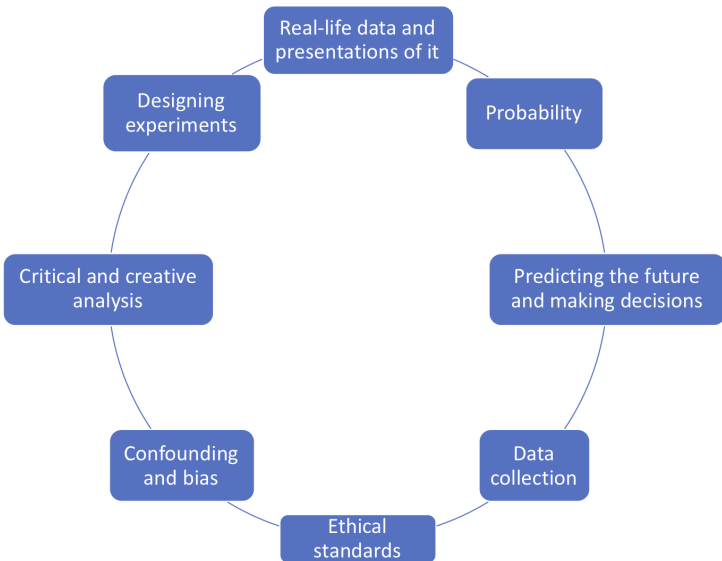 Real-life data and
presentations of it
Probability
Predicting the future
and making decisions
Data
collection
Ethical
standards
Confounding
and bias
Critical and creative
analysis
Designing
experiments